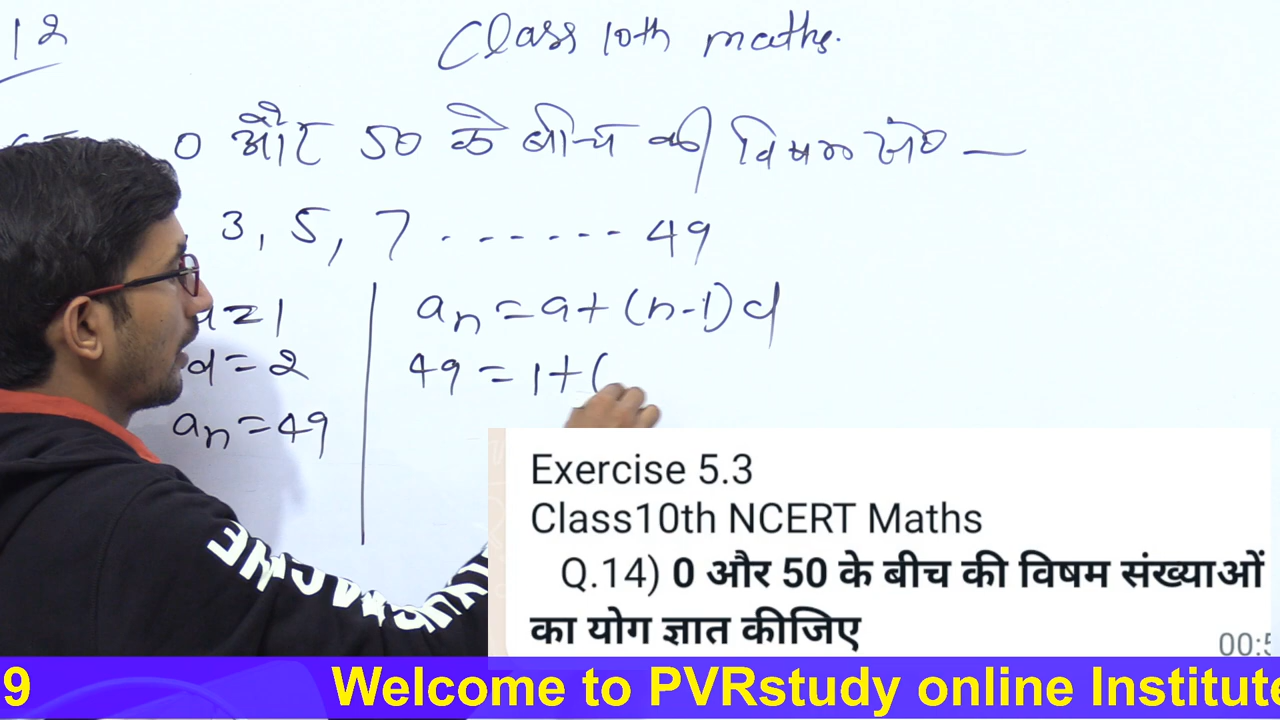 12
Class 10th maths.
0 और 50 के बीच की विषम सं० —
3, 5, 7 ....... 49
a = 1
d = 2
an = 49
an = a + (n-1) d
49 = 1 + (
Exercise 5.3
Class10th NCERT Maths
Q.14) 0 और 50 के बीच की विषम संख्याओं
का योग ज्ञात कीजिए
9 Welcome to PVRstudy online Institute